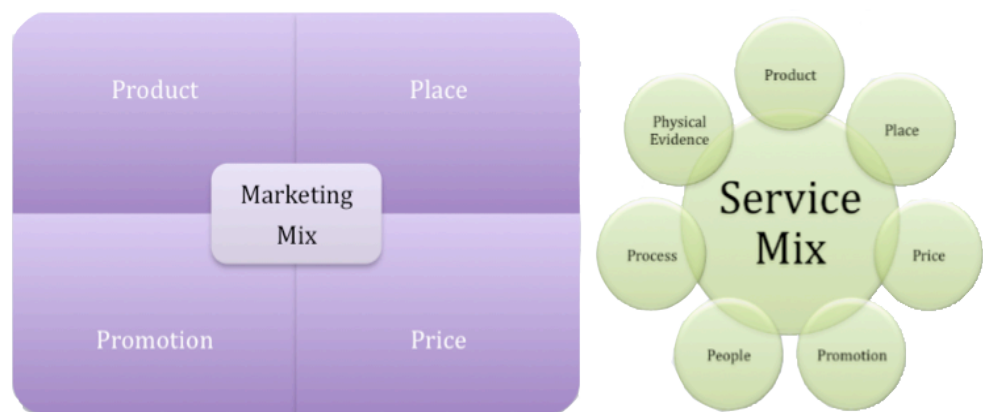 Product
Place
Marketing
Mix
Promotion
Price
Product
Physical
Evidence
Place
Service
Mix
Process
Price
People
Promotion